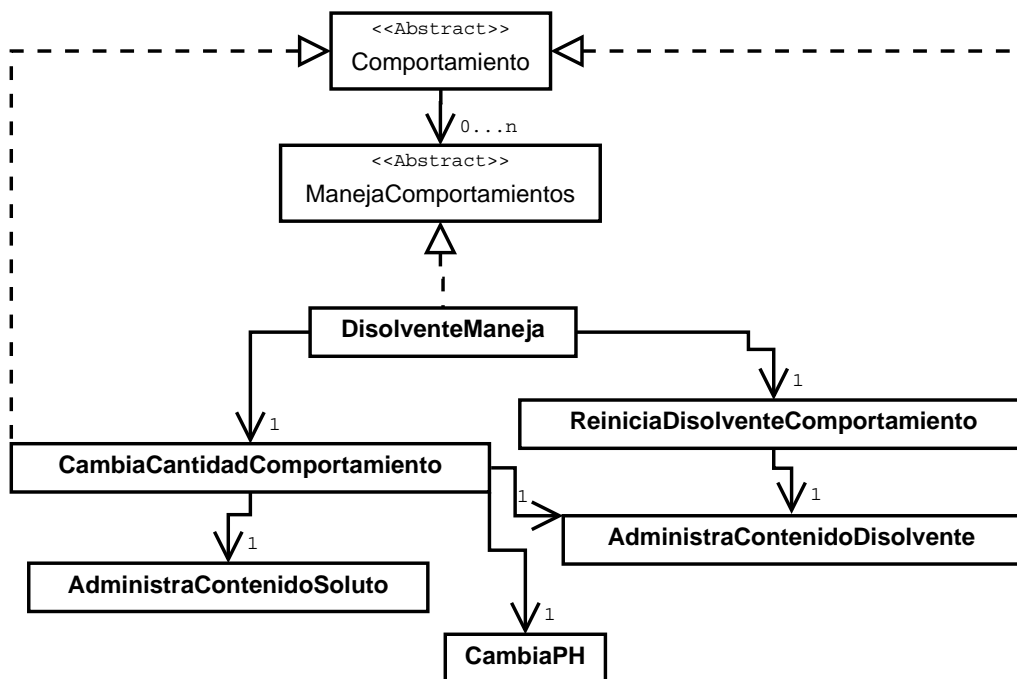 <<Abstract>>
Comportamiento
0...n
<<Abstract>>
ManejaComportamientos
DisolventeManeja
1
1
ReiniciaDisolventeComportamiento
CambiaCantidadComportamiento
1
1
AdministraContenidoDisolvente
1
AdministraContenidoSoluto
1
CambiaPH